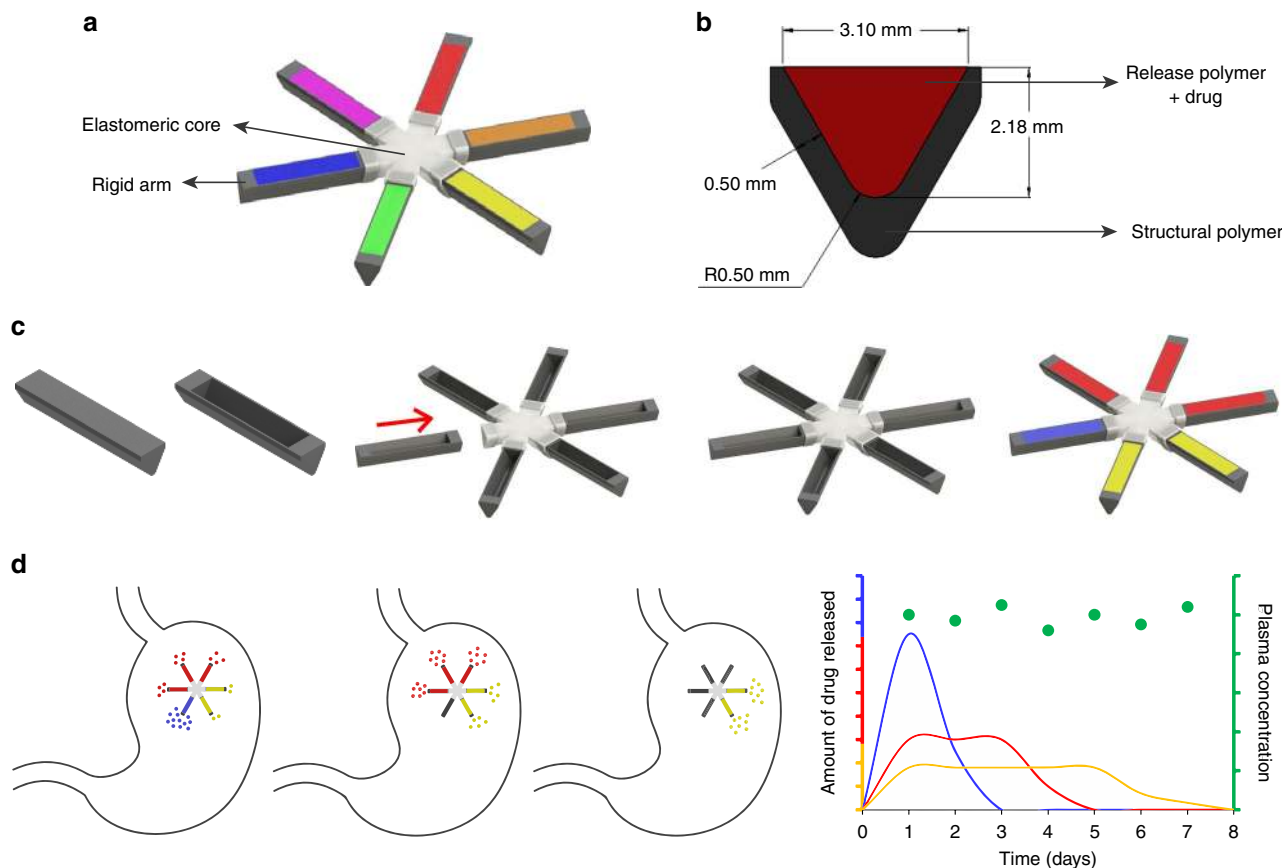 a
Elastomeric core
Rigid arm
b
3.10 mm
Release polymer
+ drug
2.18 mm
0.50 mm
Structural polymer
R0.50 mm
c
d
Amount of drug released
Plasma concentration
0 1 2 3 4 5 6 7 8
Time (days)